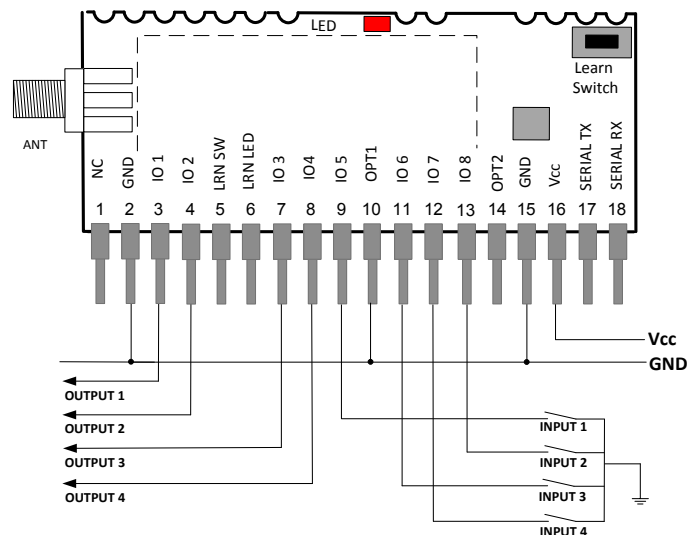 LED
Learn
Switch
ANT
NC
GND
IO 1
IO 2
LRN SW
LRN LED
IO 3
IO4
IO 5
OPT1
IO 6
IO 7
IO 8
OPT2
GND
Vcc
SERIAL TX
SERIAL RX
1 2 3 4 5 6 7 8 9 10 11 12 13 14 15 16 17 18
Vcc
GND
OUTPUT 1
OUTPUT 2
OUTPUT 3
OUTPUT 4
INPUT 1
INPUT 2
INPUT 3
INPUT 4